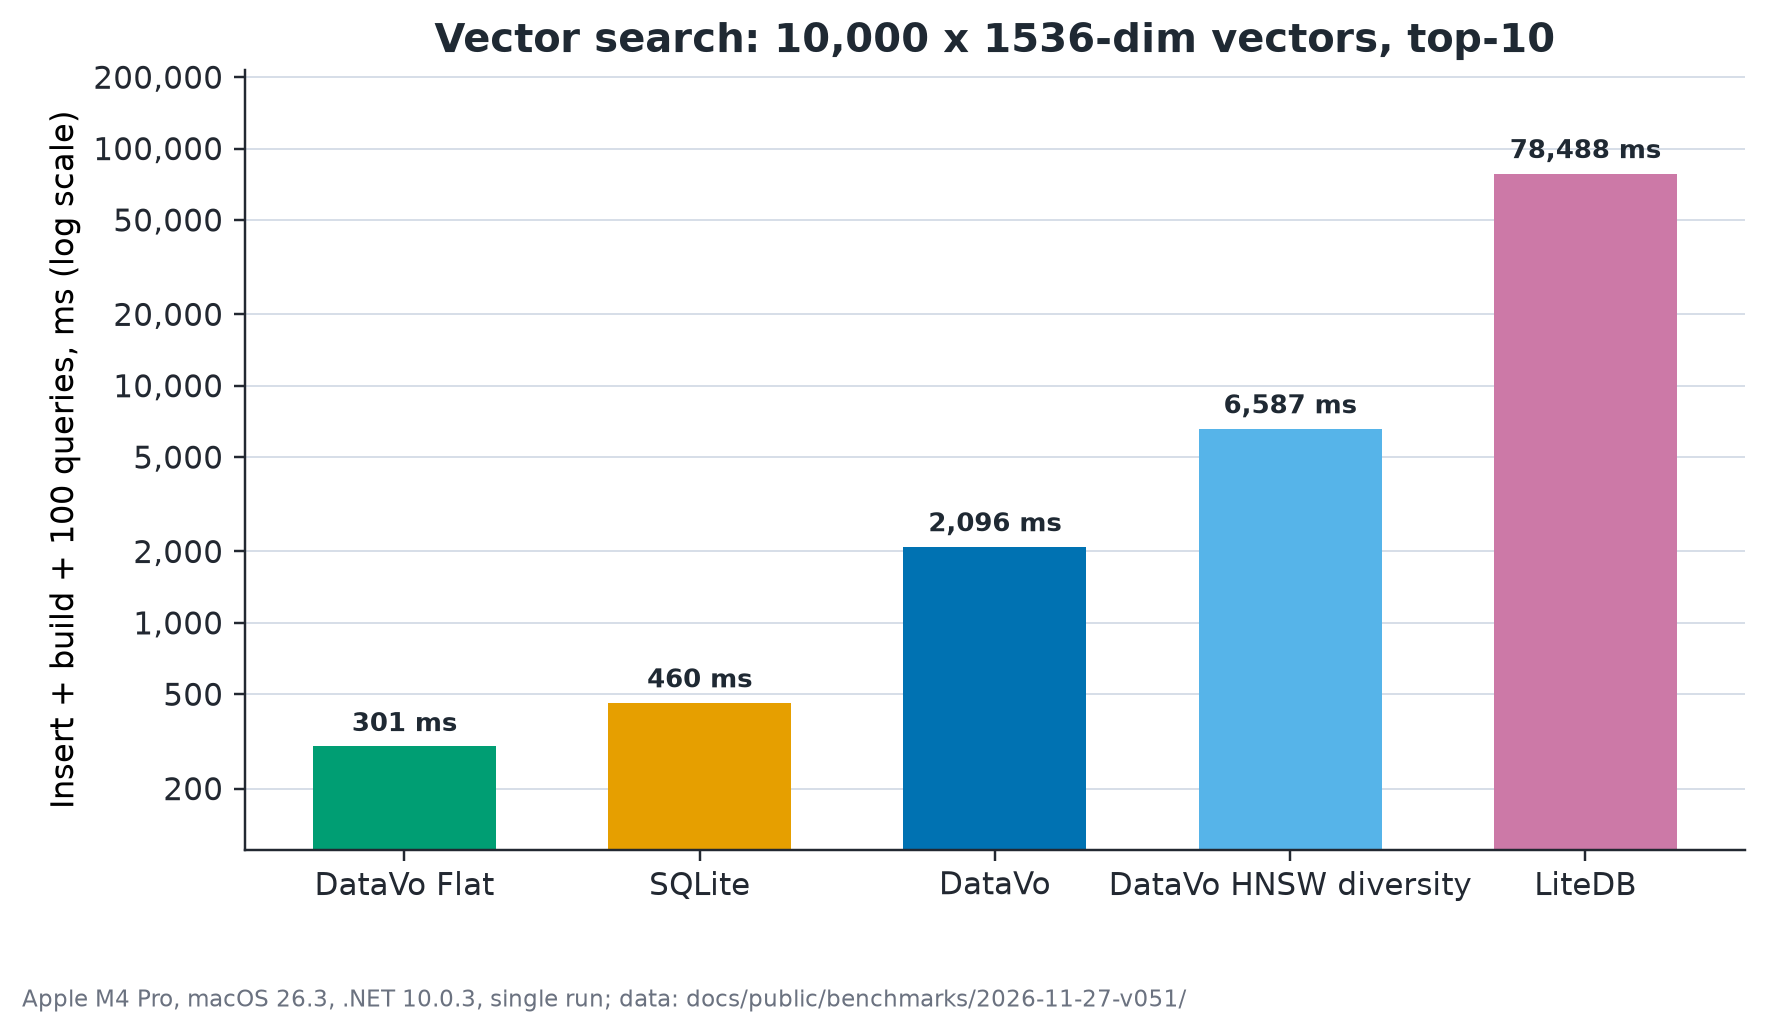 Vector search: 10,000 x 1536-dim vectors, top-10
Insert + build + 100 queries, ms (log scale)
200,000
100,000
50,000
20,000
10,000
5,000
2,000
1,000
500
200
301 ms
460 ms
2,096 ms
6,587 ms
78,488 ms
DataVo Flat
SQLite
DataVo
DataVo HNSW diversity
LiteDB
Apple M4 Pro, macOS 26.3, .NET 10.0.3, single run; data: docs/public/benchmarks/2026-11-27-v051/